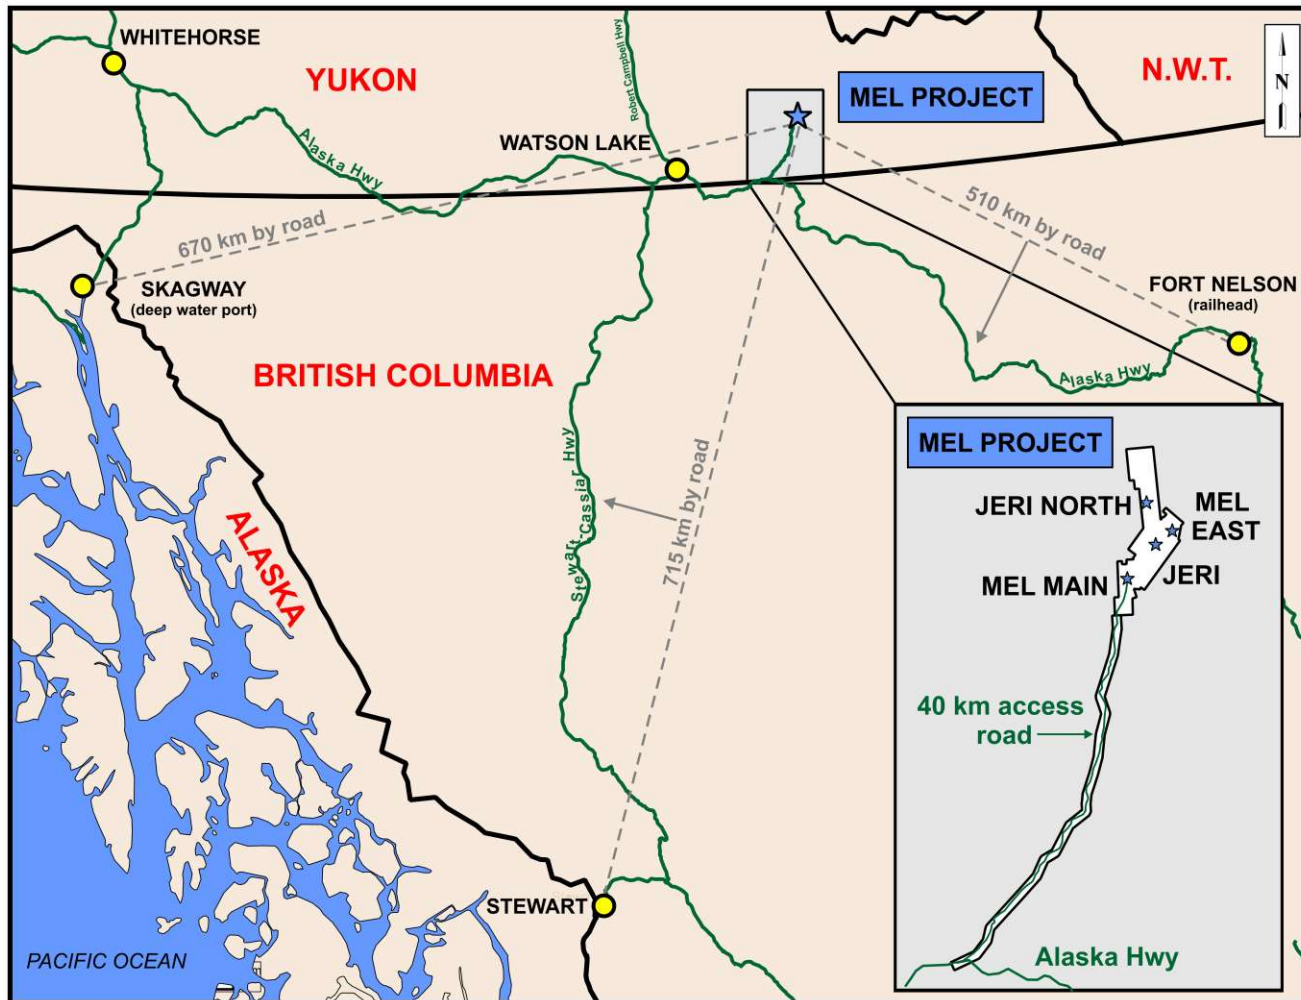 WHITEHORSE
YUKON
Robert Campbell Hwy
N.W.T.
N
MEL PROJECT
Alaska Hwy
WATSON LAKE
670 km by road
510 km by road
SKAGWAY
(deep water port)
FORT NELSON
(railhead)
BRITISH COLUMBIA
Alaska Hwy
Stewart-Cassiar Hwy
715 km by road
ALASKA
MEL PROJECT
JERI NORTH
MEL
EAST
MEL MAIN
JERI
40 km access
road
STEWART
Alaska Hwy
PACIFIC OCEAN